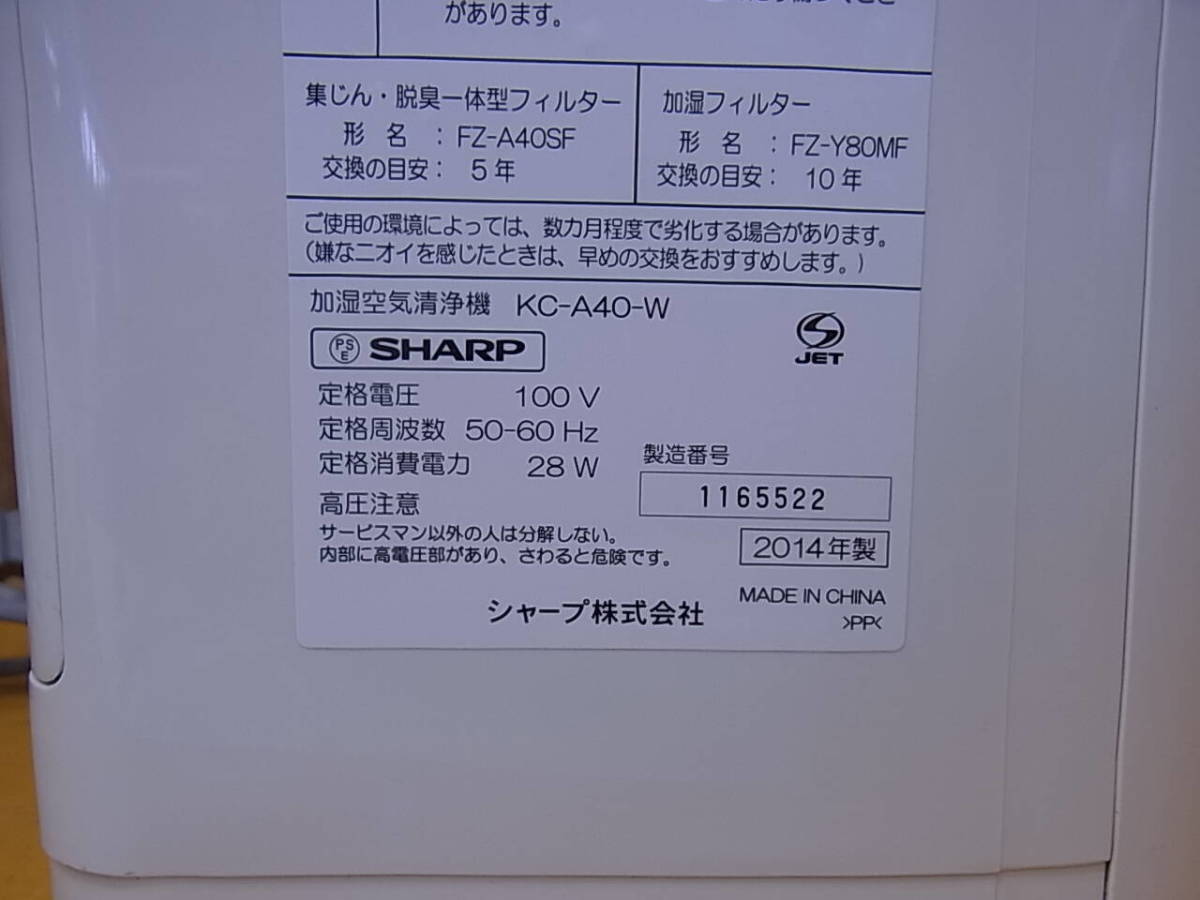 があります。
集じん・脱臭一体型フィルター
形 名 : FZ-A40SF
交換の目安: 5年
加湿フィルター
形 名 : FZ-Y80MF
交換の目安: 10年
ご使用の環境によっては、数カ月程度で劣化する場合があります。
(嫌なニオイを感じたときは、早めの交換をおすすめします。)
加湿空気清浄機 KC-A40-W
PS E SHARP
JET
定格電圧 100 V
定格周波数 50-60 Hz
定格消費電力 28 W
高圧注意
サービスマン以外の人は分解しない。
内部に高電圧部があり、さわると危険です。
製造番号
1165522
2014年製
シャープ株式会社
MADE IN CHINA
>PP<